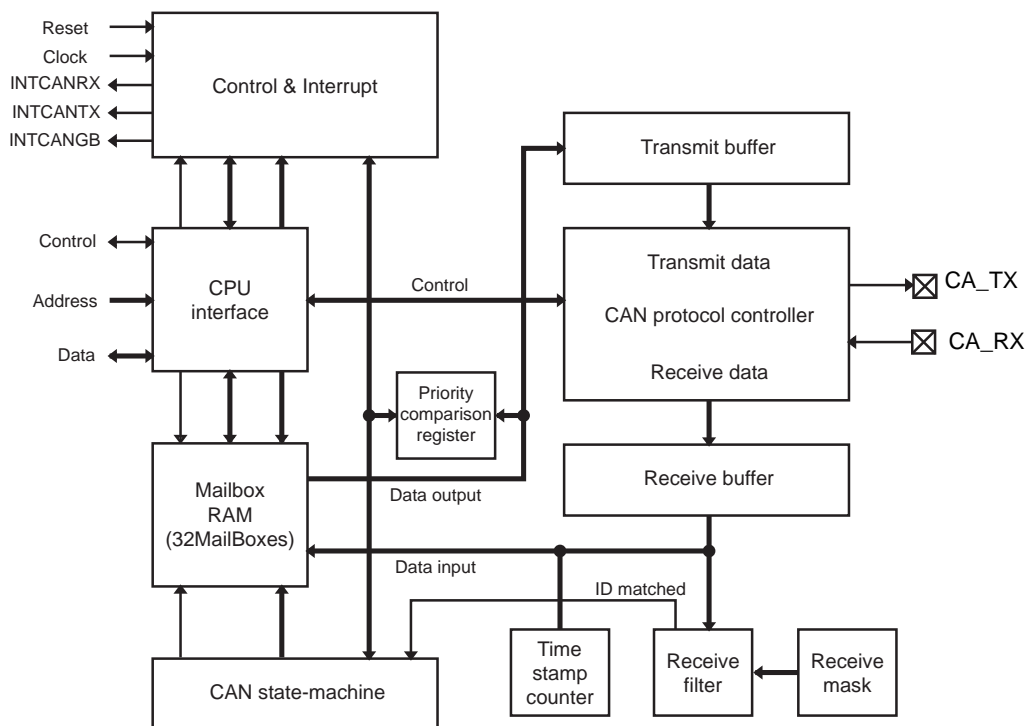 Reset
Clock
INTCANRX
INTCANTX
INTCANGB
Control & Interrupt
Transmit buffer
Control
Address
Data
CPU
interface
Control
Transmit data
CAN protocol controller
Receive data
CA_TX
CA_RX
Priority
comparison
register
Mailbox
RAM
(32MailBoxes)
Data output
Receive buffer
Data input
ID matched
CAN state-machine
Time
stamp
counter
Receive
filter
Receive
mask